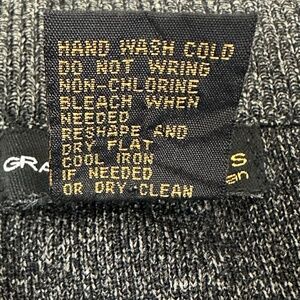 HAND WASH COLD
DO NOT WRING
NON-CHLORINE
BLEACH WHEN
NEEDED
RESHAPE AND
DRY FLAT
COOL IRON
IF NEEDED
OR DRY CLEAN
GRA
S